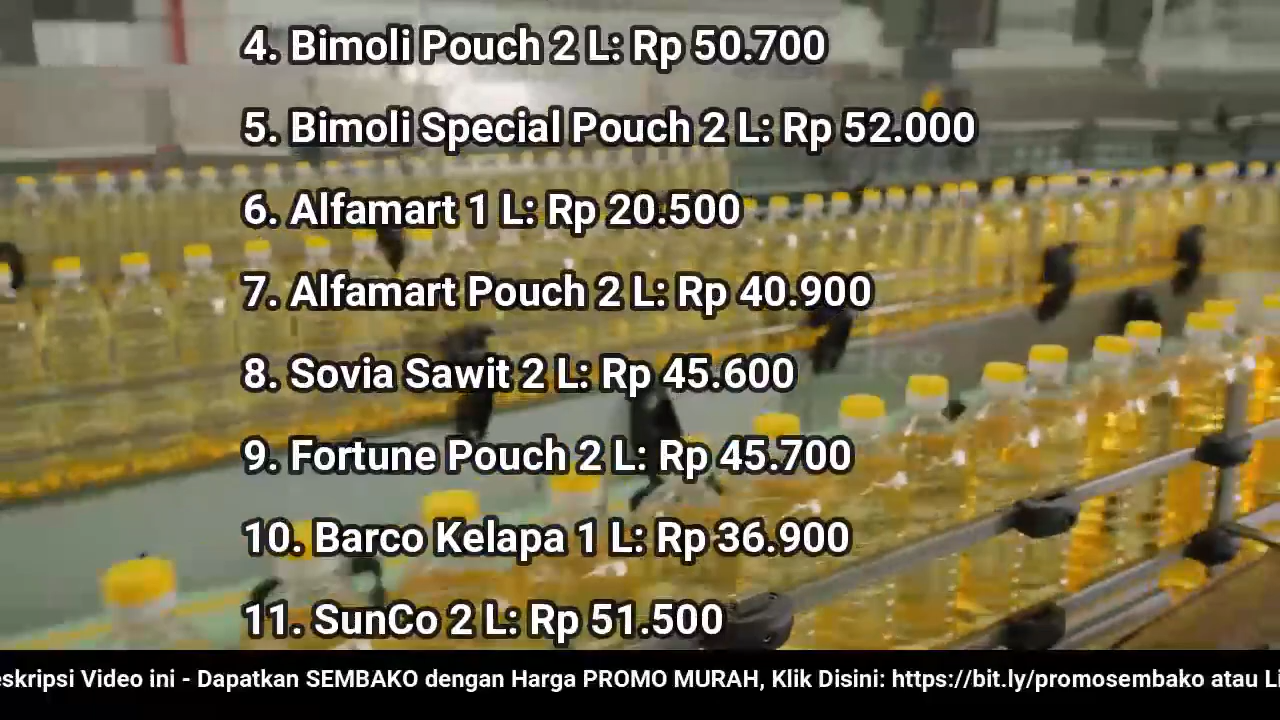 4. Bimoli Pouch 2 L: Rp 50.700
5. Bimoli Special Pouch 2 L: Rp 52.000
6. Alfamart 1 L: Rp 20.500
7. Alfamart Pouch 2 L: Rp 40.900
8. Sovia Sawit 2 L: Rp 45.600
9. Fortune Pouch 2 L: Rp 45.700
10. Barco Kelapa 1 L: Rp 36.900
11. SunCo 2 L: Rp 51.500
eskripsi Video ini - Dapatkan SEMBAKO dengan Harga PROMO MURAH, Klik Disini: https://bit.ly/promosembako atau Li